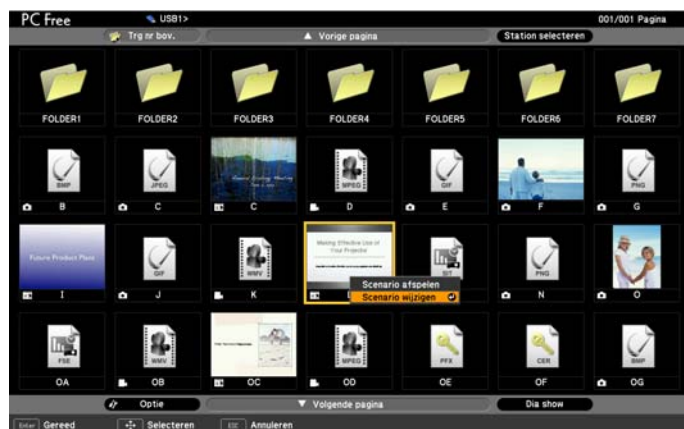 PC Free USB1> 001/001 Pagina
Trg nr bov. ▲ Vorige pagina Station selecteren
FOLDER1 FOLDER2 FOLDER3 FOLDER4 FOLDER5 FOLDER6 FOLDER7
BMP JPEG MPEG GIF PNG
B C C D E F G
Future Product Plans GIF WMV Making Effective Use of Your Projector SIT PNG
Scenario afspelen
Scenario wijzigen
I J K N O
FSE WMV MPEG PFX CER BMP
OA OB OC OD OE OF OG
Optie ▼ Volgende pagina Dia show
Enter Gereed Selecteren ESC Annuleren